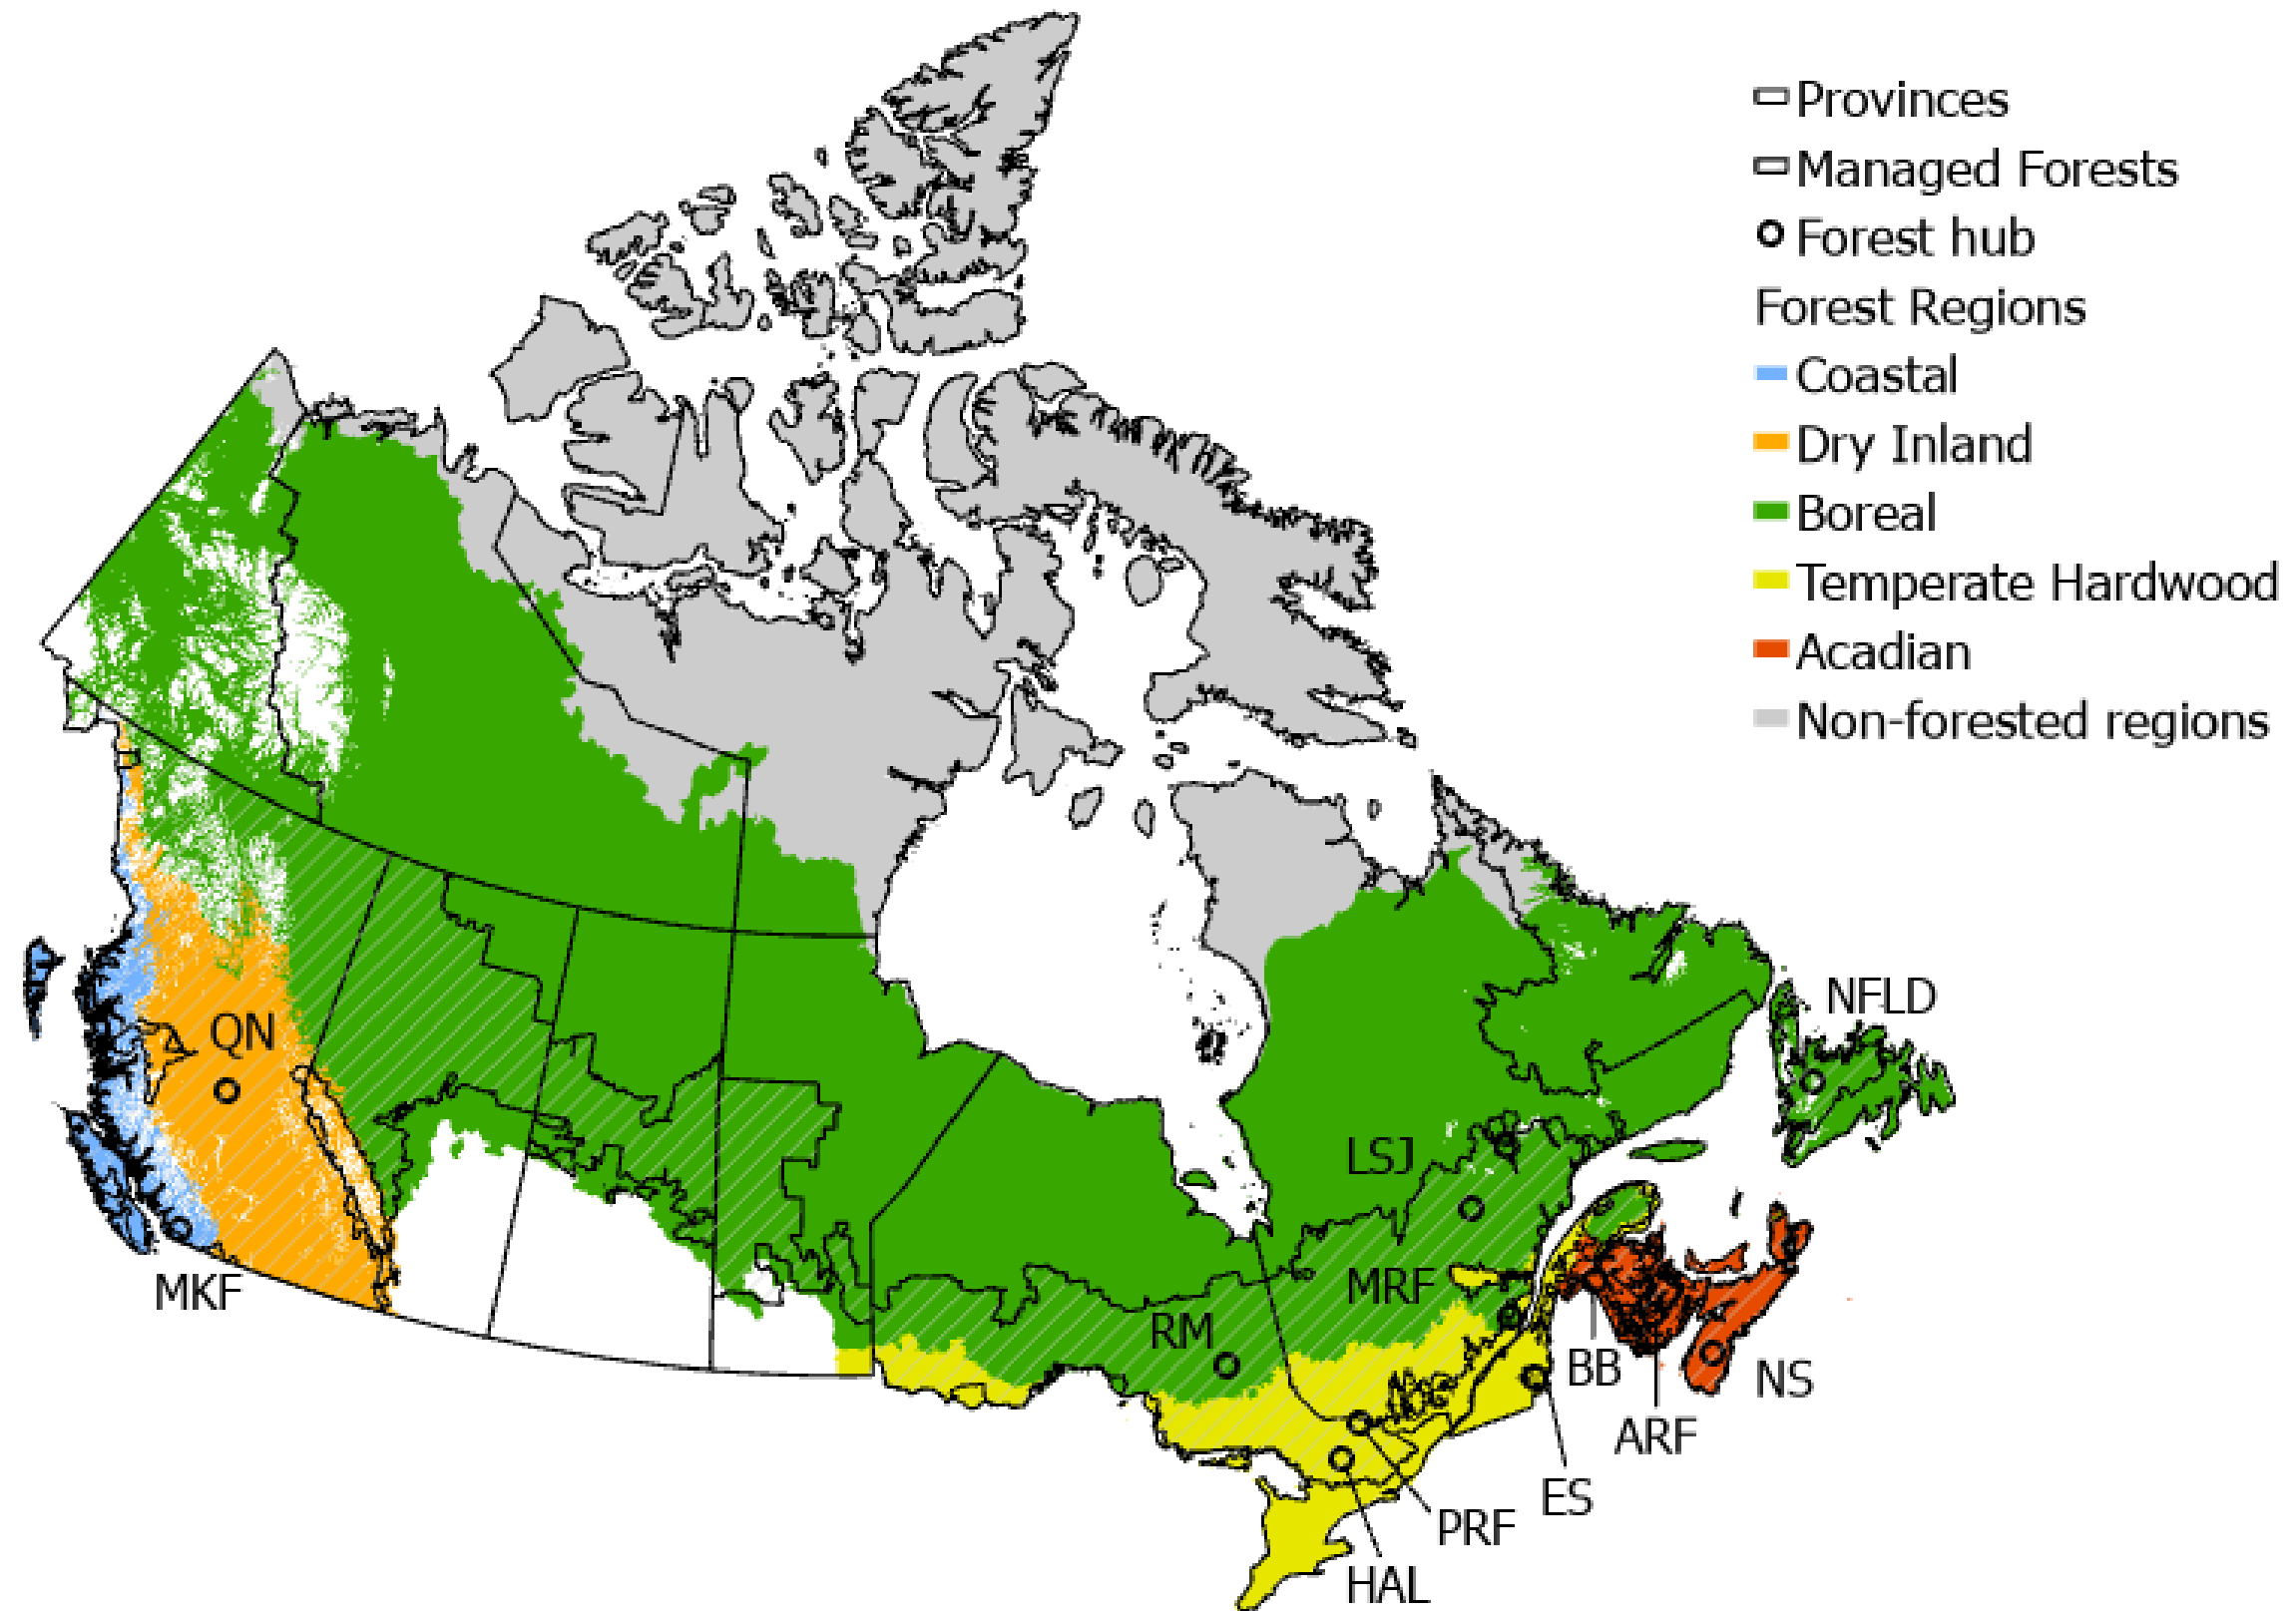 Provinces
Managed Forests
Forest hub
Forest Regions
Coastal
Dry Inland
Boreal
Temperate Hardwood
Acadian
Non-forested regions
NFLD
QN
LSJ
MKF
MRF
RM
BB
NS
ARF
ES
PRF
HAL